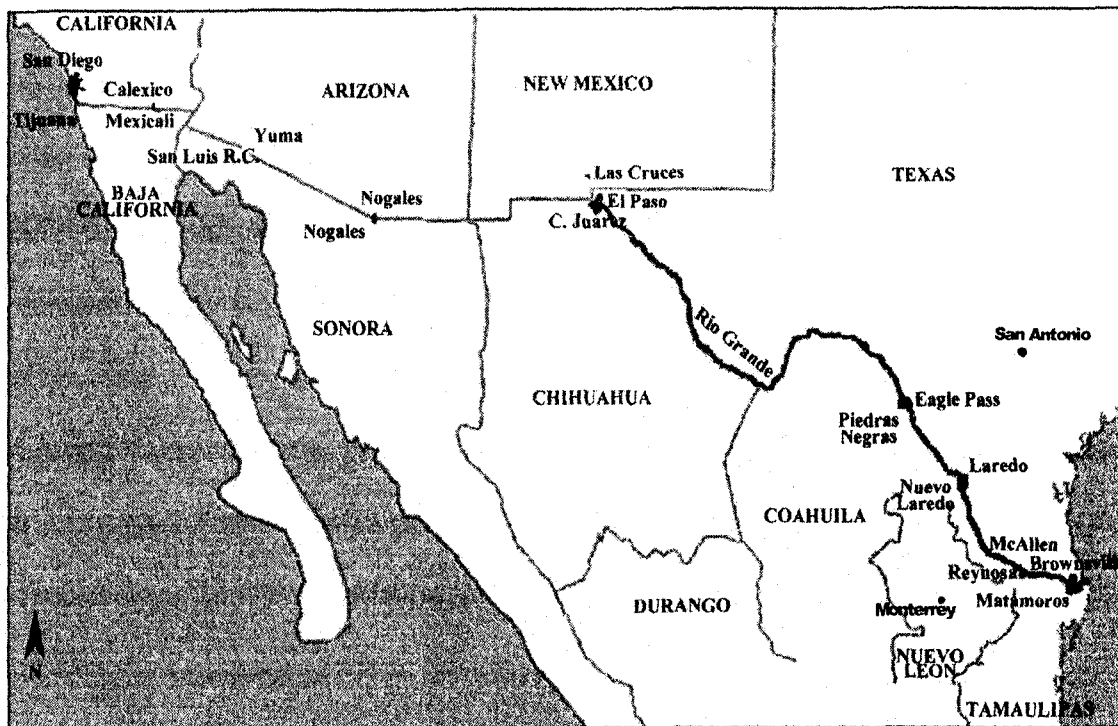 CALIFORNIA
San Diego
Calexico
Tijuana
Mexicali
ARIZONA
NEW MEXICO
Yuma
San Luis R.C.
BAJA
CALIFORNIA
Nogales
Nogales
Las Cruces
El Paso
C. Juarez
TEXAS
SONORA
Rio Grande
San Antonio
CHIHUAHUA
Eagle Pass
Piedras
Negras
Laredo
Nuevo
Laredo
COAHUILA
McAllen
Brownsville
Reynosa
Matamoros
Monterrey
DURANGO
NUEVO
LEON
TAMAULIPAS
N